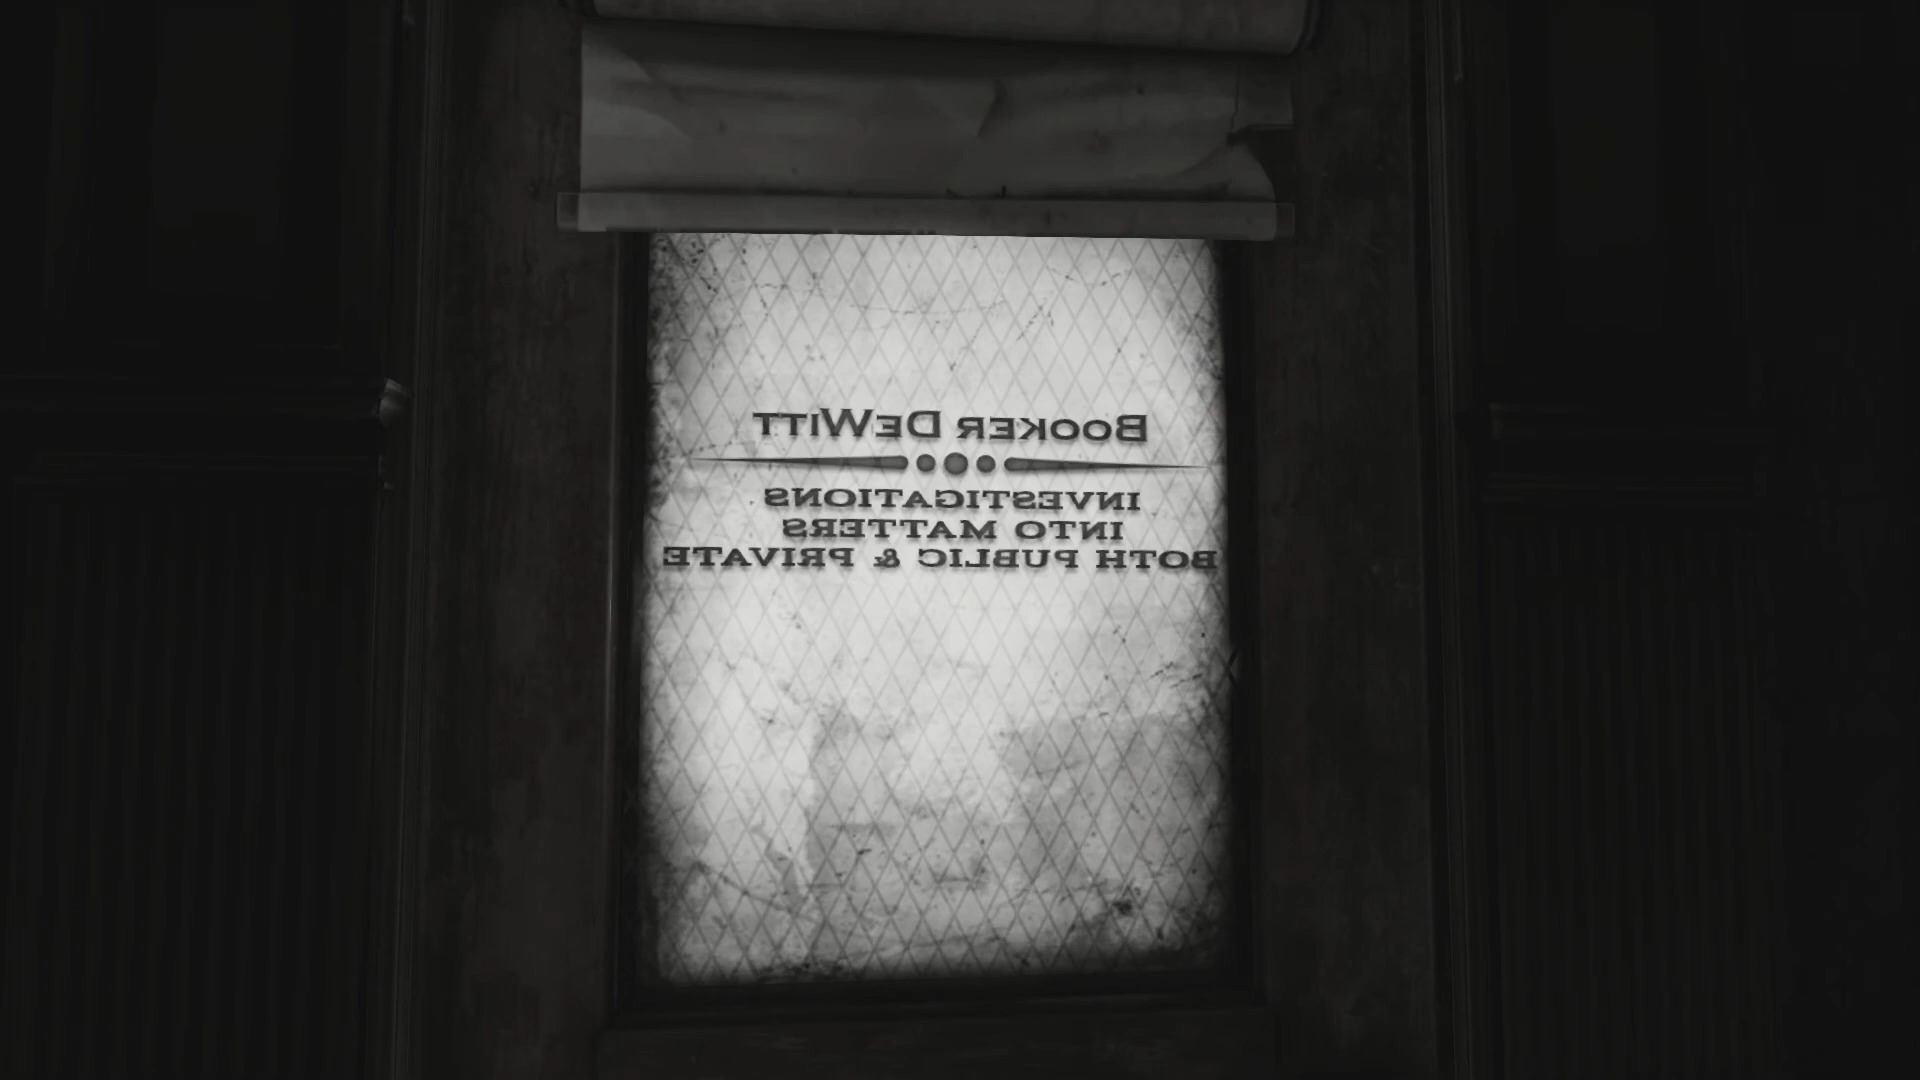 Booker DeWitt
INVESTIGATIONS
INTO MATTERS
BOTH PUBLIC & PRIVATE